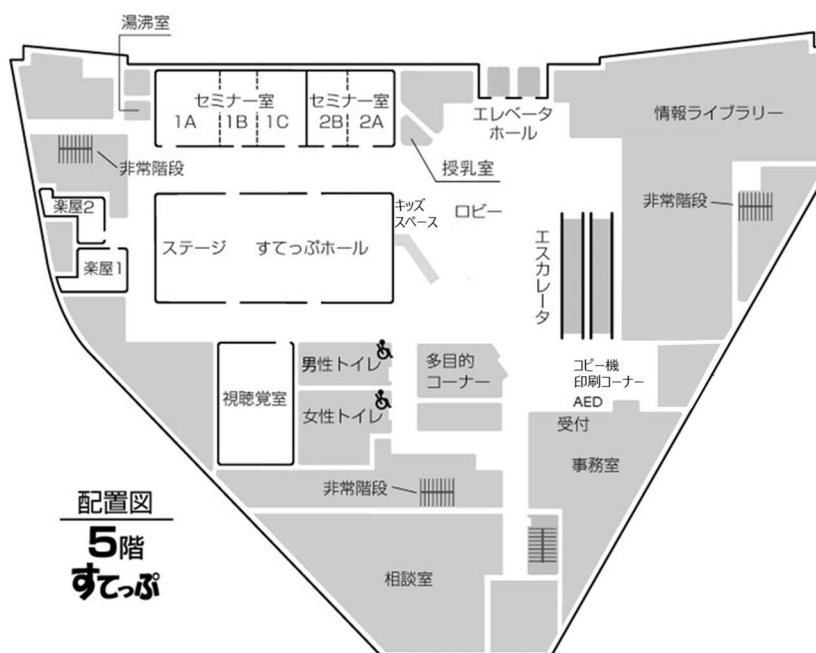 湯沸室
セミナー室
1A
1B
1C
セミナー室
2B
2A
エレベータ
ホール
情報ライブラリー
非常階段
授乳室
楽屋2
キッズ
スペース
ロビー
非常階段
ステージ
すてっぷホール
楽屋1
エスカレータ
男性トイレ
多目的
コーナー
コピー機
印刷コーナー
AED
視聴覚室
女性トイレ
受付
事務室
非常階段
配置図
5階
すてっぷ
相談室